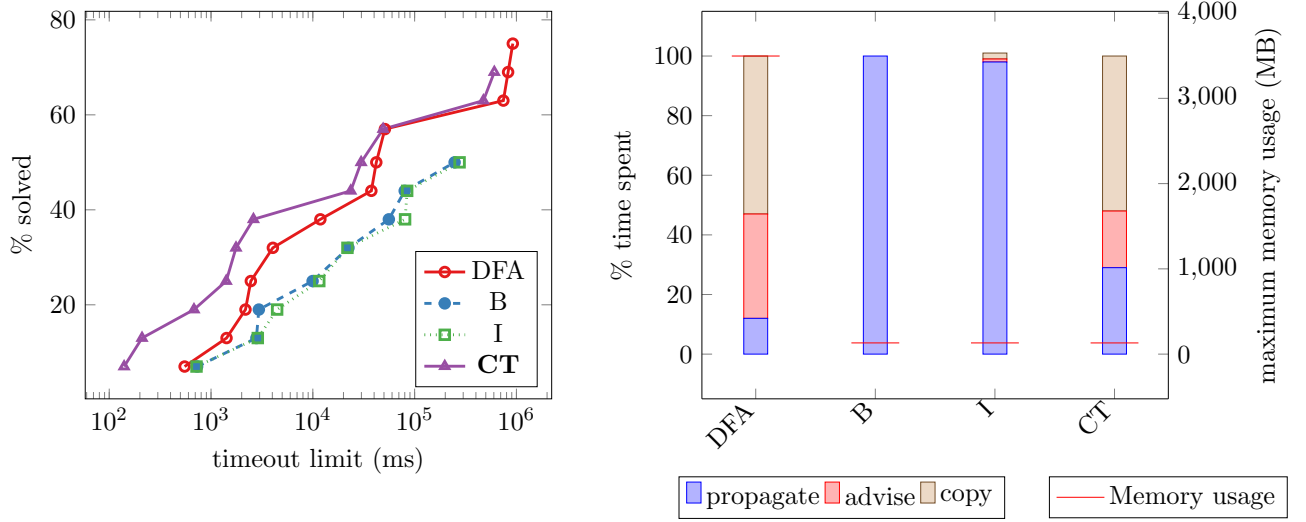 80
60
40
20
% solved
10^2 10^3 10^4 10^5 10^6
timeout limit (ms)
DFA
B
I
CT
100
80
60
40
20
0
% time spent
4,000
3,000
2,000
1,000
0
maximum memory usage (MB)
DFA B I CT
propagate advise copy
Memory usage